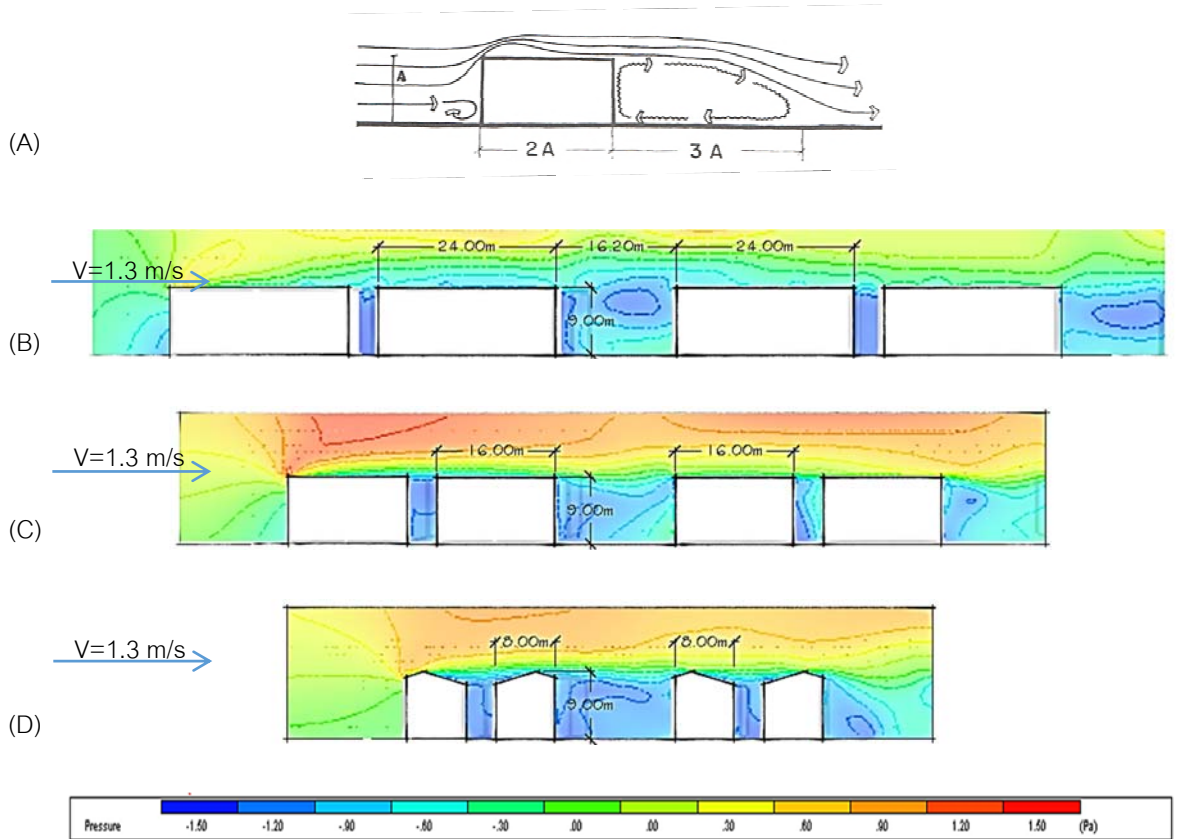 A
2A 3A
(A)
24.00m 16.20m 24.00m
V=1.3 m/s
9.00m
(B)
16.00m 16.00m
V=1.3 m/s
9.00m
(C)
8.00m 8.00m
V=1.3 m/s
9.00m
(D)
Pressure -1.50 -1.20 -.90 -.60 -.30 .00 .00 .30 .60 .90 1.20 1.50 (Pa)